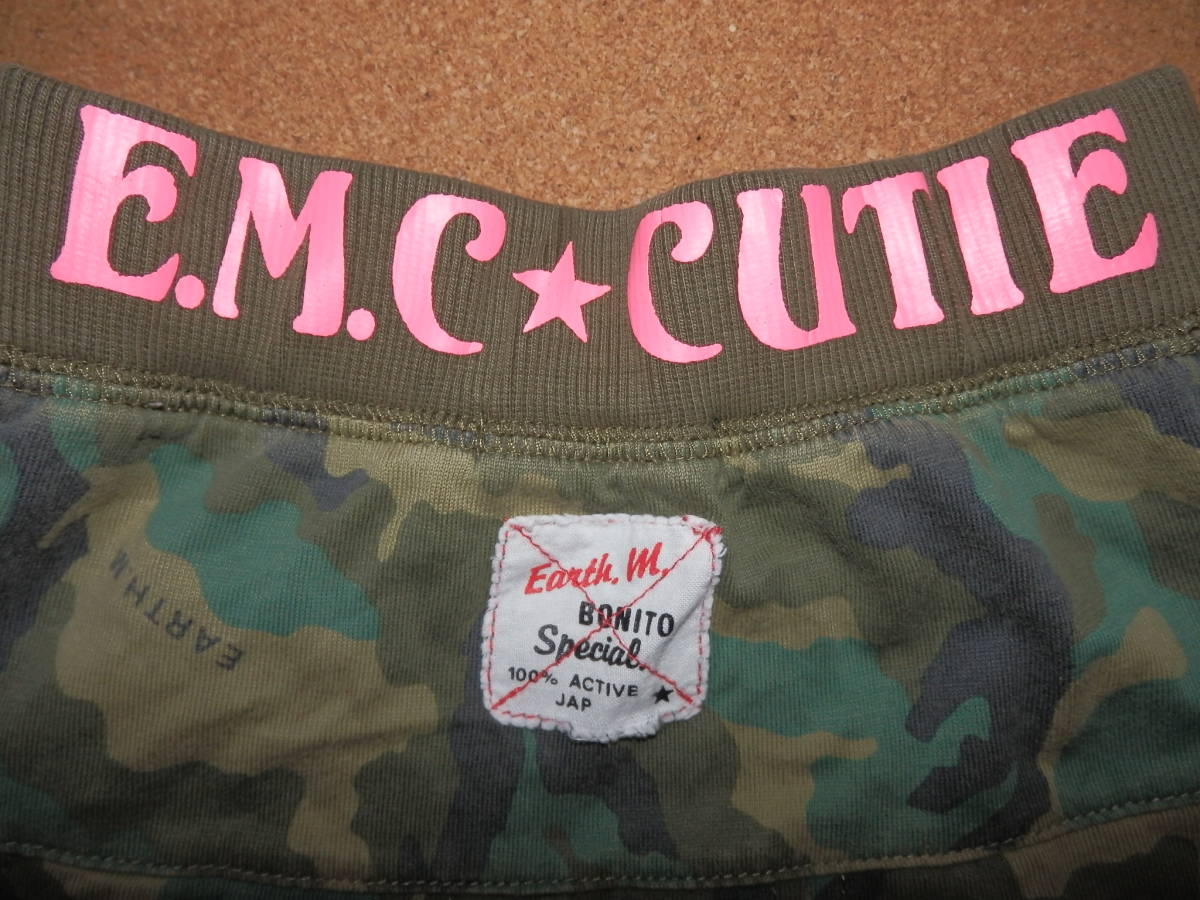 E.M.C★CUTIE
Earth. M.
BONITO
Special.
100% ACTIVE
JAP ★
EARTH M